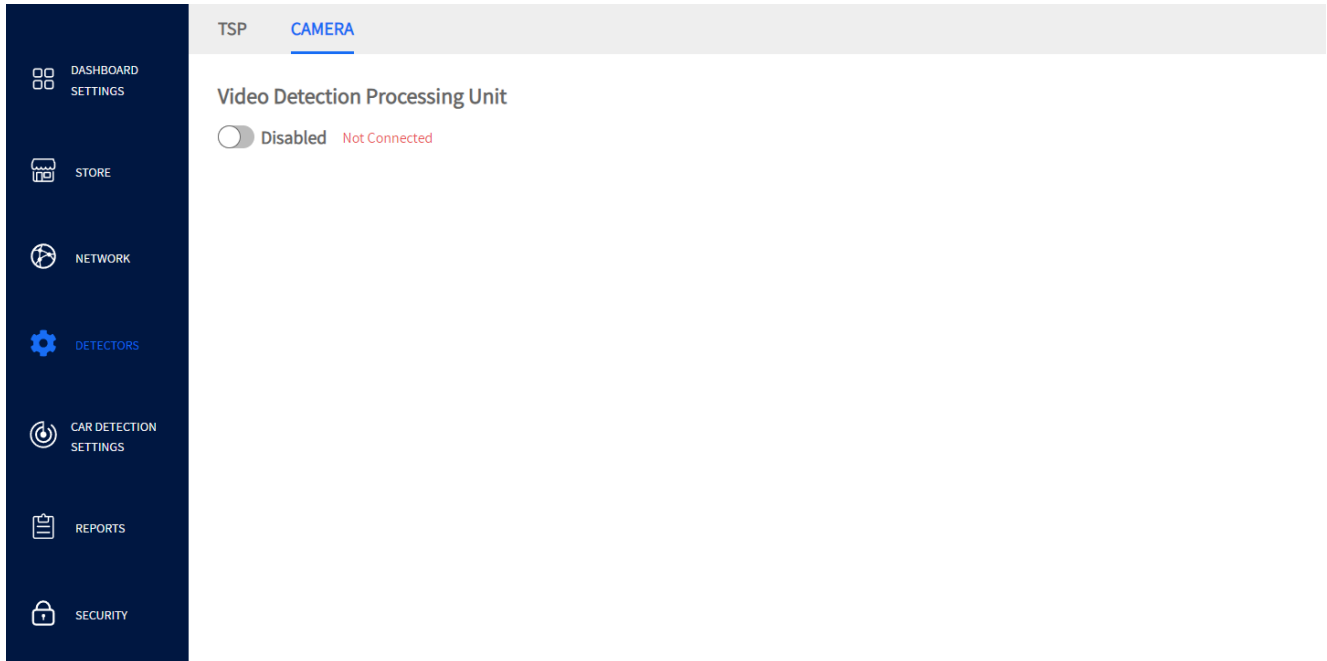 TSP CAMERA
DASHBOARD
SETTINGS
STORE
NETWORK
DETECTORS
CAR DETECTION
SETTINGS
REPORTS
SECURITY
Video Detection Processing Unit
Disabled Not Connected